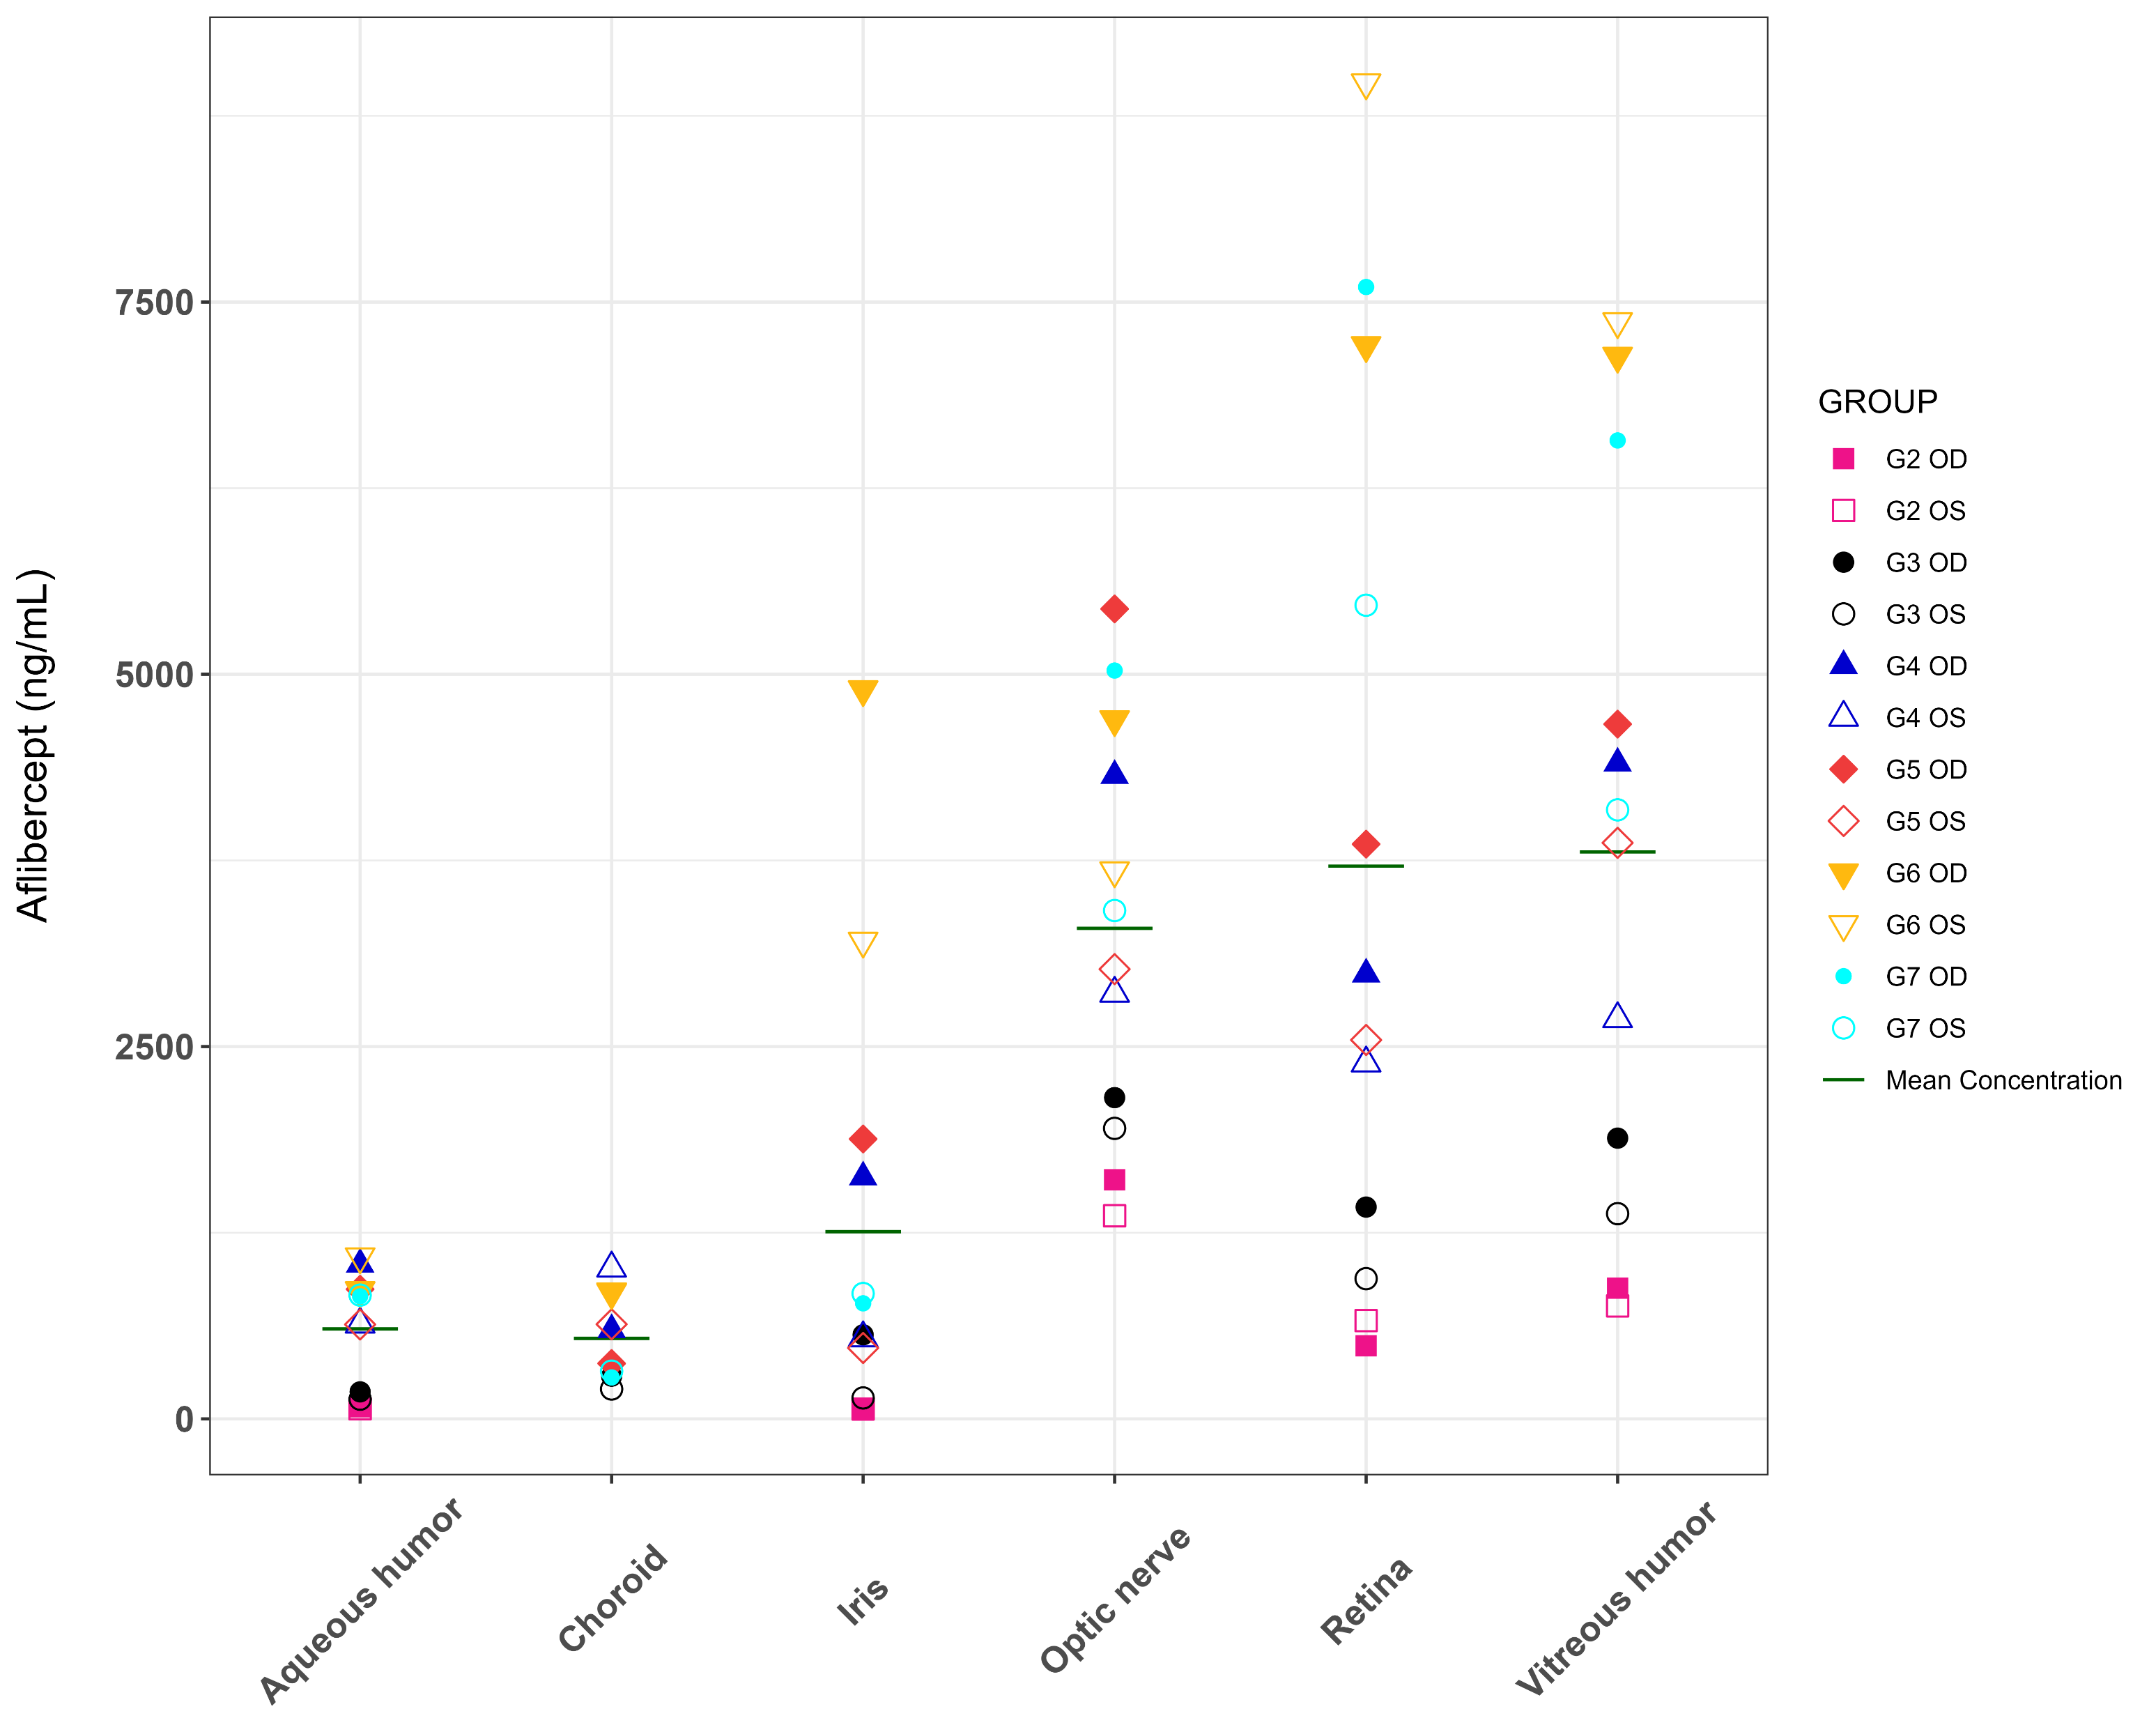 Aflibercept (ng/mL)
7500
5000
2500
0
Aqueous humor
Choroid
Iris
Optic nerve
Retina
Vitreous humor
GROUP
G2 OD
G2 OS
G3 OD
G3 OS
G4 OD
G4 OS
G5 OD
G5 OS
G6 OD
G6 OS
G7 OD
G7 OS
Mean Concentration